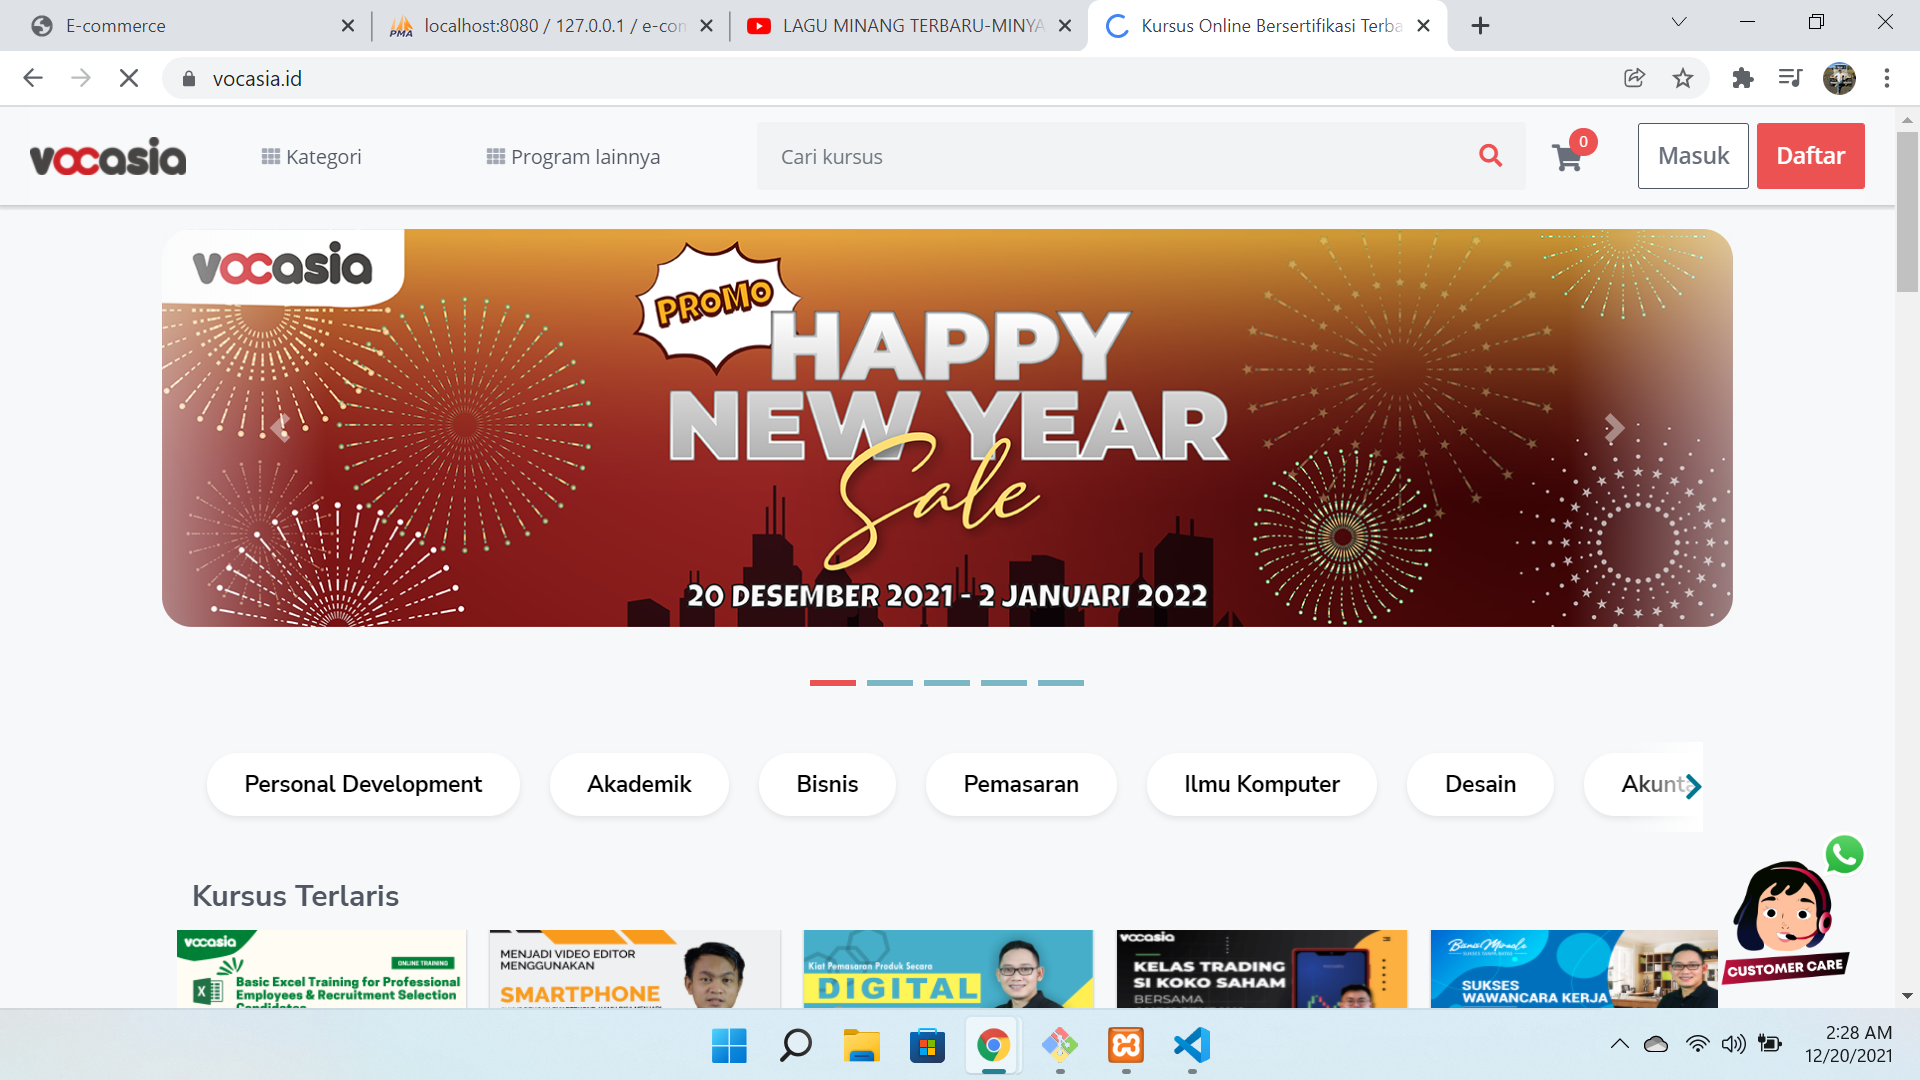 E-commerce
localhost:8080 / 127.0.0.1 / e-con
LAGU MINANG TERBARU-MINYA
Kursus Online Bersertifikasi Terba
vocasia.id
vocasia
Kategori
Program lainnya
Cari kursus
0
Masuk
Daftar
vocasia
PROMO
HAPPY
NEW YEAR
Sale
20 DESEMBER 2021 - 2 JANUARI 2022
Personal Development
Akademik
Bisnis
Pemasaran
Ilmu Komputer
Desain
Akunta
Kursus Terlaris
vocasia
ONLINE TRAINING
Basic Excel Training for Professional
Employees & Recruitment Selection
Candidates
MENJADI VIDEO EDITOR
MENGGUNAKAN
SMARTPHONE
Kiat Pemasaran Produk Secara
DIGITAL
vocasia
KELAS TRADING
SI KOKO SAHAM
BERSAMA
SUKSES
WAWANCARA KERJA
CUSTOMER CARE
2:28 AM
12/20/2021